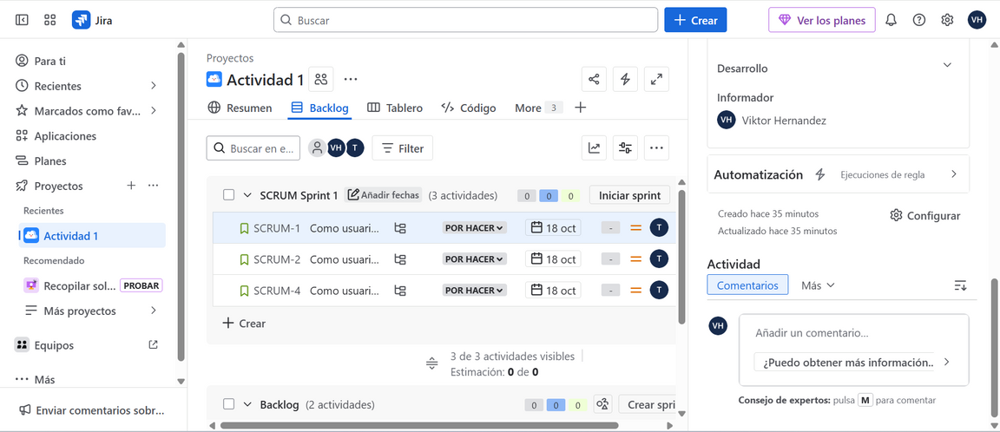 Jira
Buscar
Crear
Ver los planes
VH
Para ti
Recientes
Marcados como fav...
Aplicaciones
Planes
Proyectos
Recientes
Actividad 1
Recomendado
Recopilar sol...
PROBAR
Más proyectos
Equipos
Más
Enviar comentarios sobr...
Proyectos
Actividad 1
Resumen
Backlog
Tablero
Código
More 3
Buscar en e...
VH
T
Filter
SCRUM Sprint 1
Añadir fechas
(3 actividades)
0 0 0
Iniciar sprint
SCRUM-1 Como usuari... POR HACER 18 oct - T
SCRUM-2 Como usuari... POR HACER 18 oct - T
SCRUM-4 Como usuari... POR HACER 18 oct - T
Crear
3 de 3 actividades visibles
Estimación: 0 de 0
Backlog (2 actividades) 0 0 0 Crear spri
Desarrollo
Informador
VH Viktor Hernandez
Automatización
Ejecuciones de regla
Creado hace 35 minutos
Actualizado hace 35 minutos
Configurar
Actividad
Comentarios
Más
VH
Añadir un comentario...
¿Puedo obtener más información..
Consejo de expertos: pulsa M para comentar